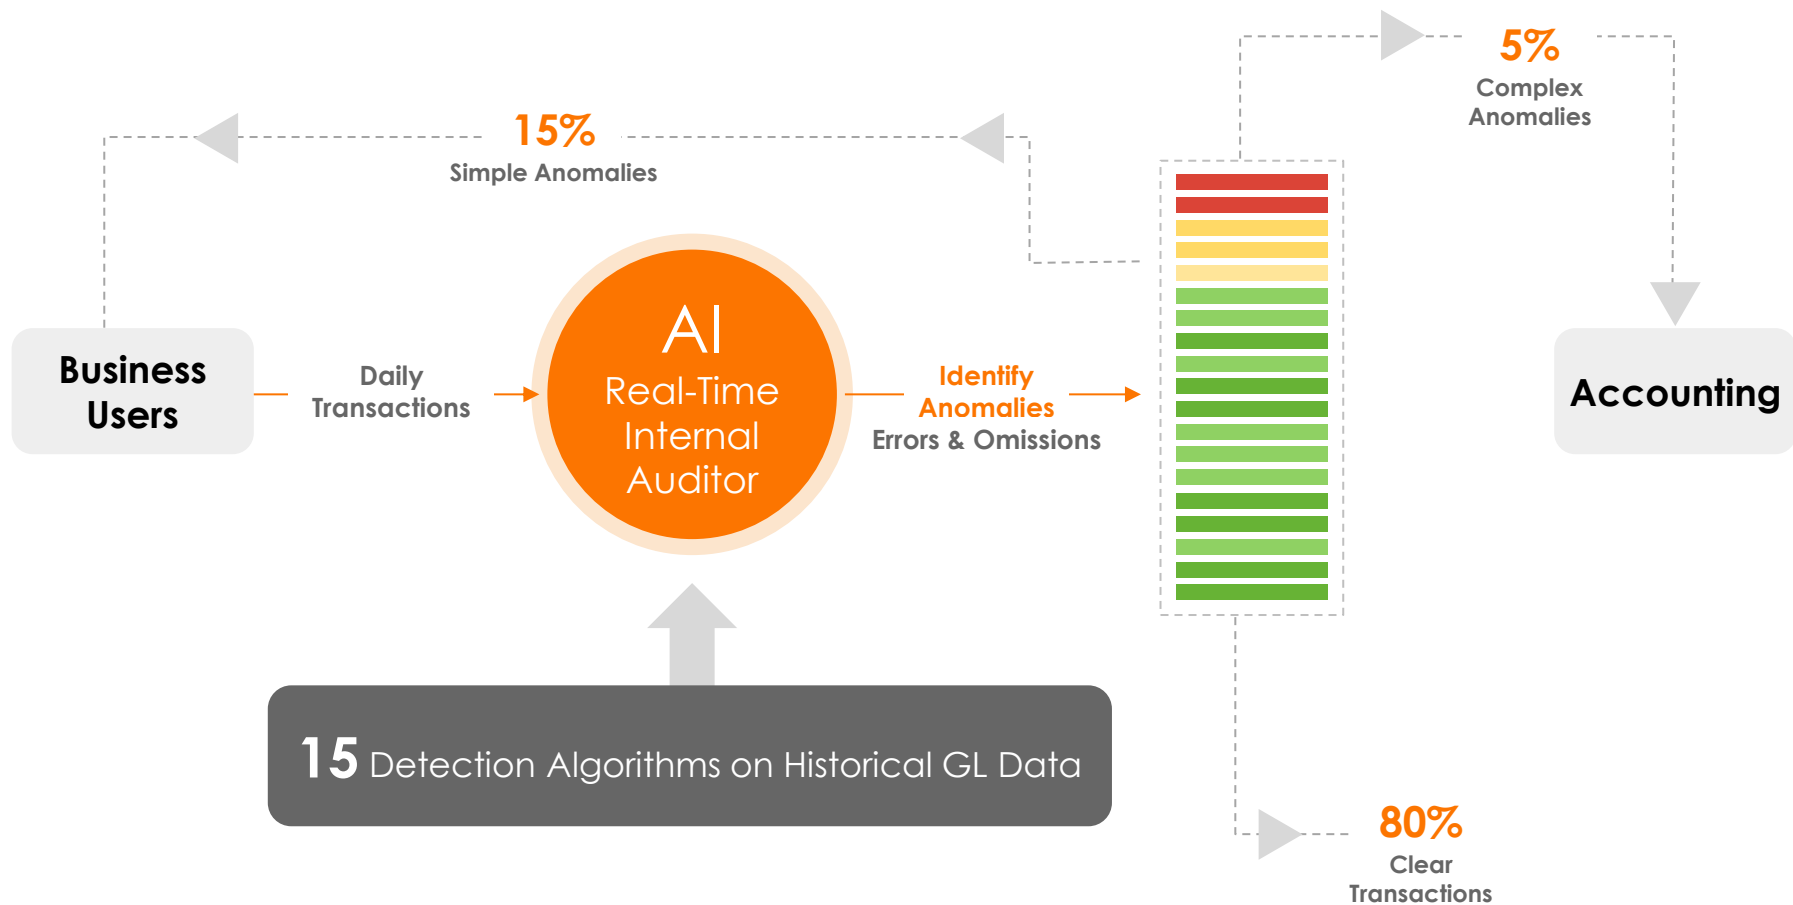 5%
Complex
Anomalies
15%
Simple Anomalies
Business
Users
Daily
Transactions
AI
Real-Time
Internal
Auditor
Identify
Anomalies
Errors & Omissions
Accounting
15 Detection Algorithms on Historical GL Data
80%
Clear
Transactions